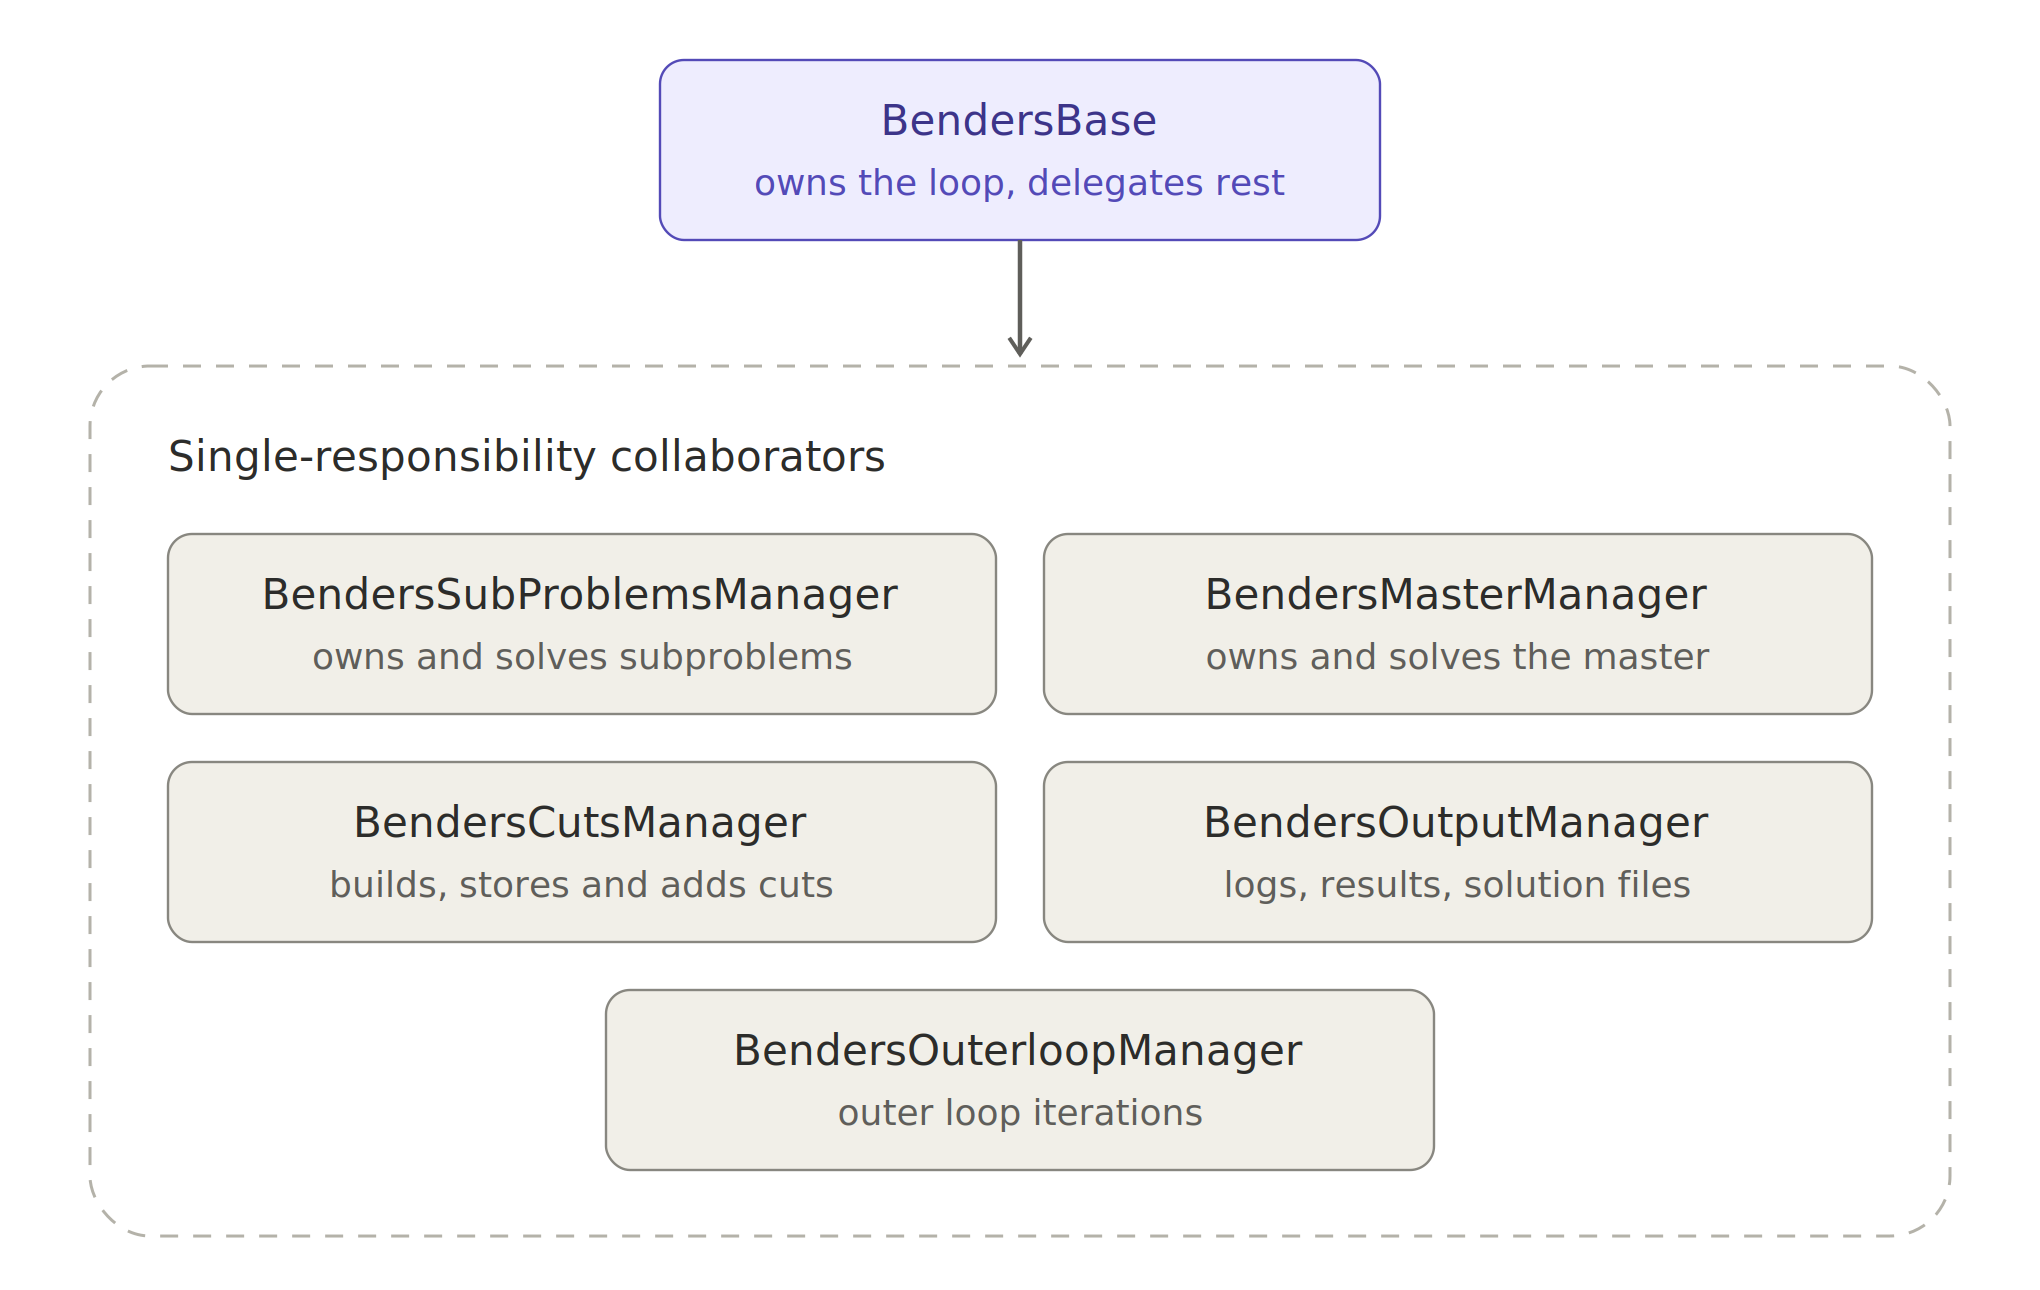 BendersBase
owns the loop, delegates rest
Single-responsibility collaborators
BendersSubProblemsManager
owns and solves subproblems
BendersMasterManager
owns and solves the master
BendersCutsManager
builds, stores and adds cuts
BendersOutputManager
logs, results, solution files
BendersOuterloopManager
outer loop iterations